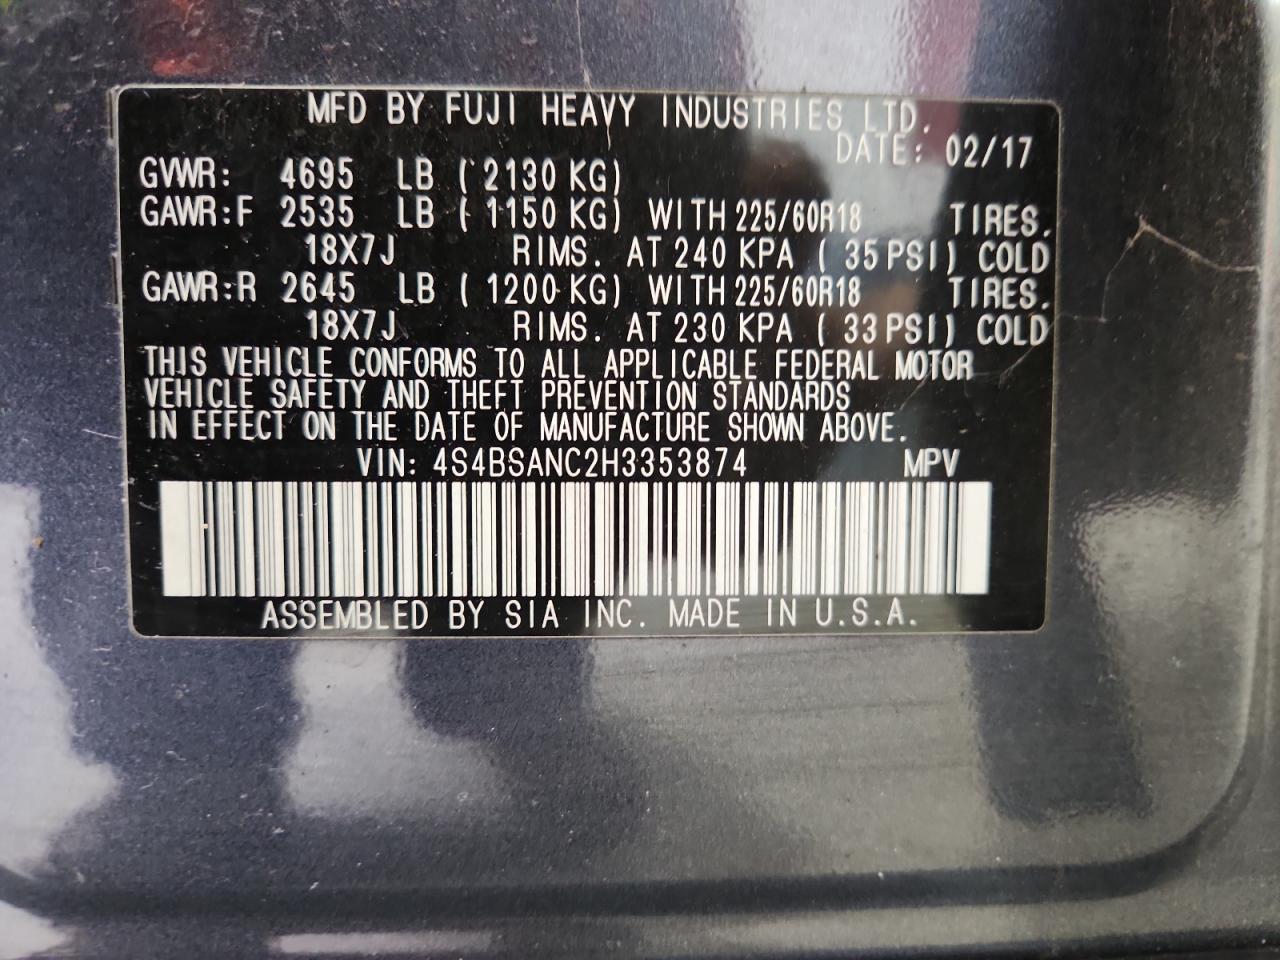 MFD BY FUJI HEAVY INDUSTRIES LTD.
DATE: 02/17
GVWR: 4695 LB (2130 KG)
GAWR:F 2535 LB (1150 KG) WITH 225/60R18 TIRES.
18X7J RIMS. AT 240 KPA (35 PSI) COLD
GAWR:R 2645 LB (1200 KG) WITH 225/60R18 TIRES.
18X7J RIMS. AT 230 KPA (33 PSI) COLD
THIS VEHICLE CONFORMS TO ALL APPLICABLE FEDERAL MOTOR
VEHICLE SAFETY AND THEFT PREVENTION STANDARDS
IN EFFECT ON THE DATE OF MANUFACTURE SHOWN ABOVE.
VIN: 4S4BSANC2H3353874 MPV
ASSEMBLED BY SIA INC. MADE IN U.S.A.